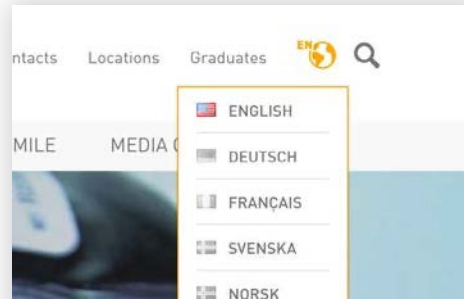 ntacts Locations Graduates EN
ENGLISH
MILE MEDIA
DEUTSCH
FRANÇAIS
SVENSKA
NORSK